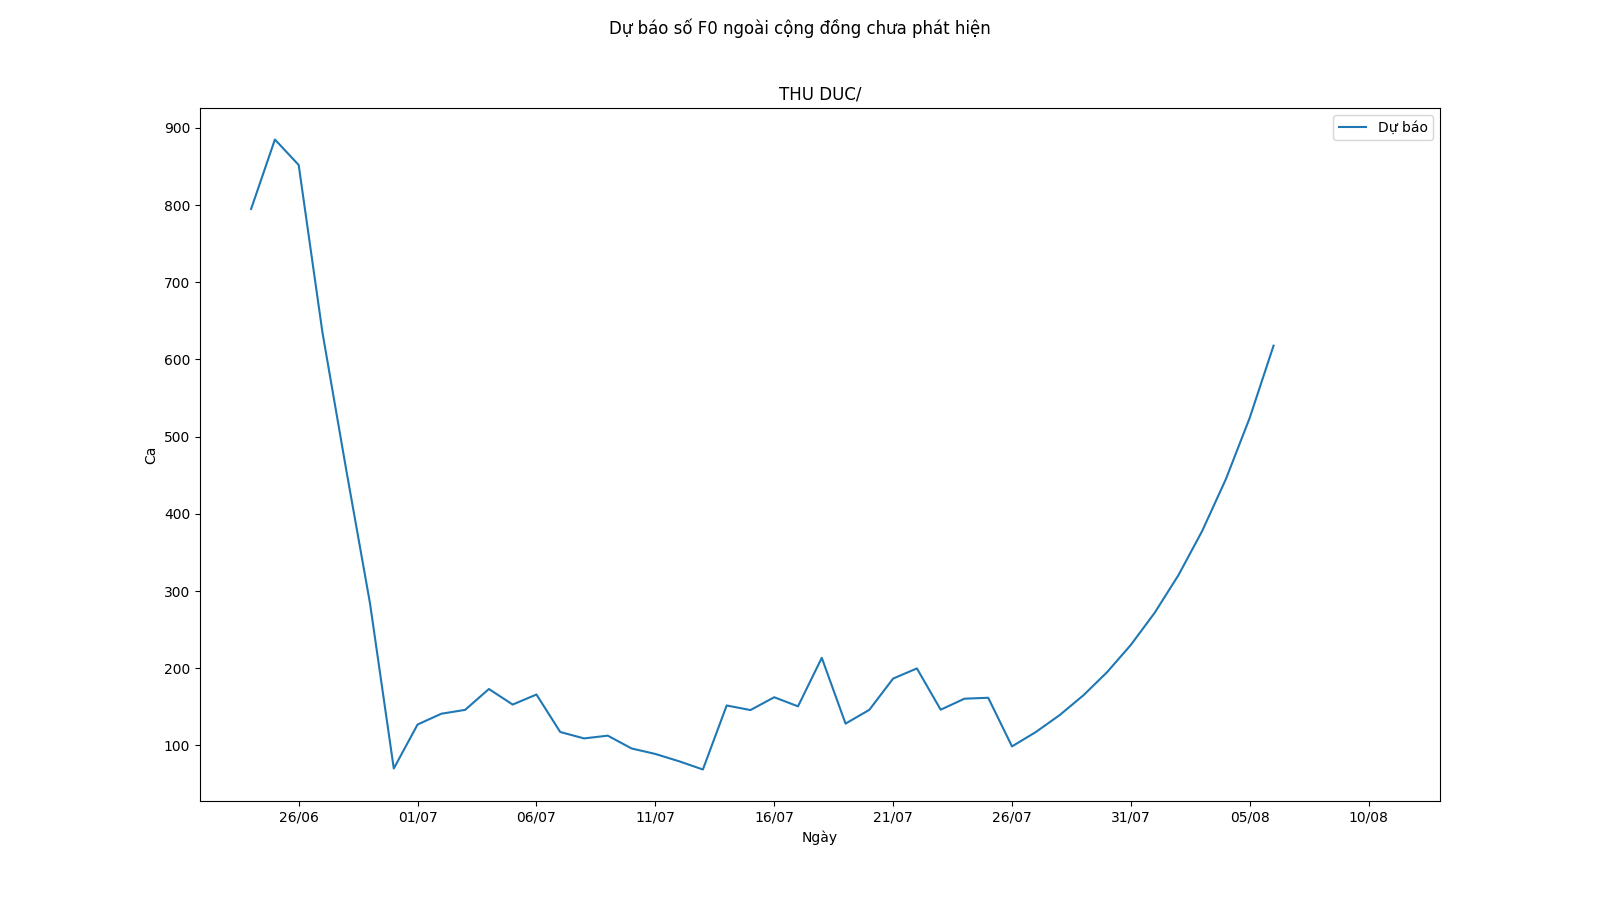 Dự báo số F0 ngoài cộng đồng chưa phát hiện
THU DUC/
Dự báo
900
800
700
600
500
400
300
200
100
Ca
26/06 01/07 06/07 11/07 16/07 21/07 26/07 31/07 05/08 10/08
Ngày